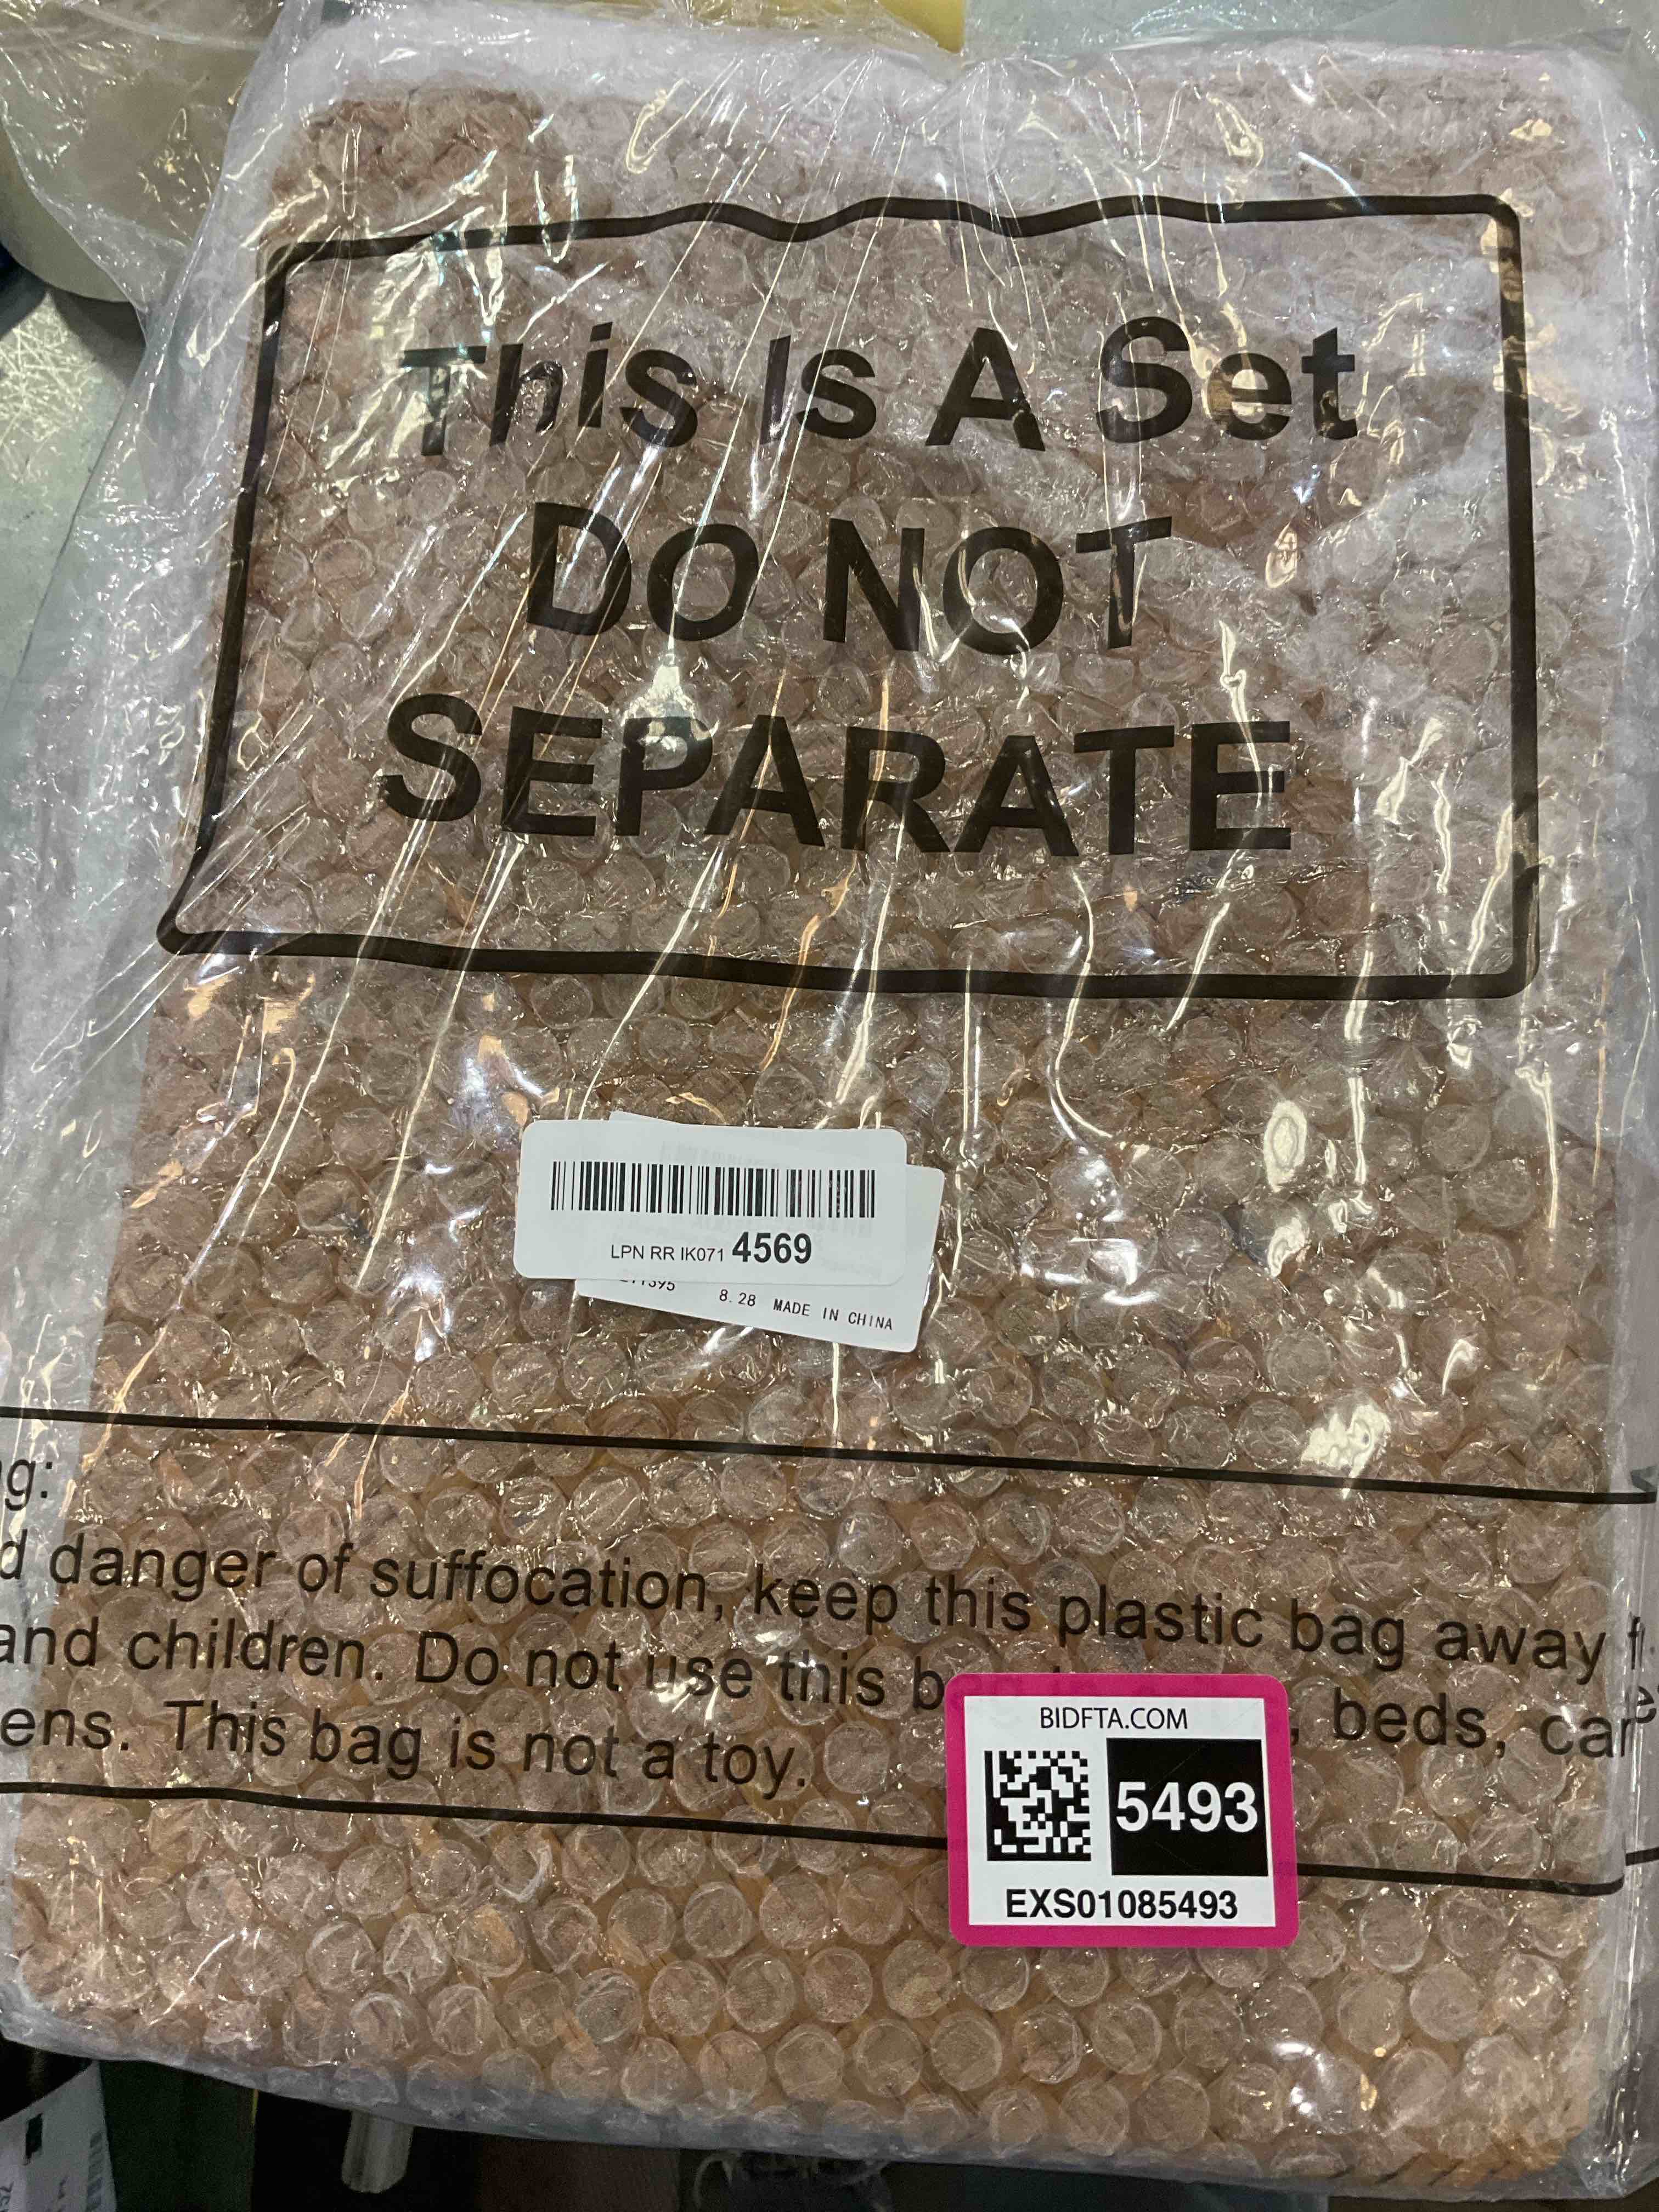 This Is A Set
DO NOT
SEPARATE
LPN RR IK071 4569
8.28 MADE IN CHINA
g:
d danger of suffocation, keep this plastic bag away f
and children. Do not use this b , beds, car
ens. This bag is not a toy.
BIDFTA.COM
5493
EXS01085493